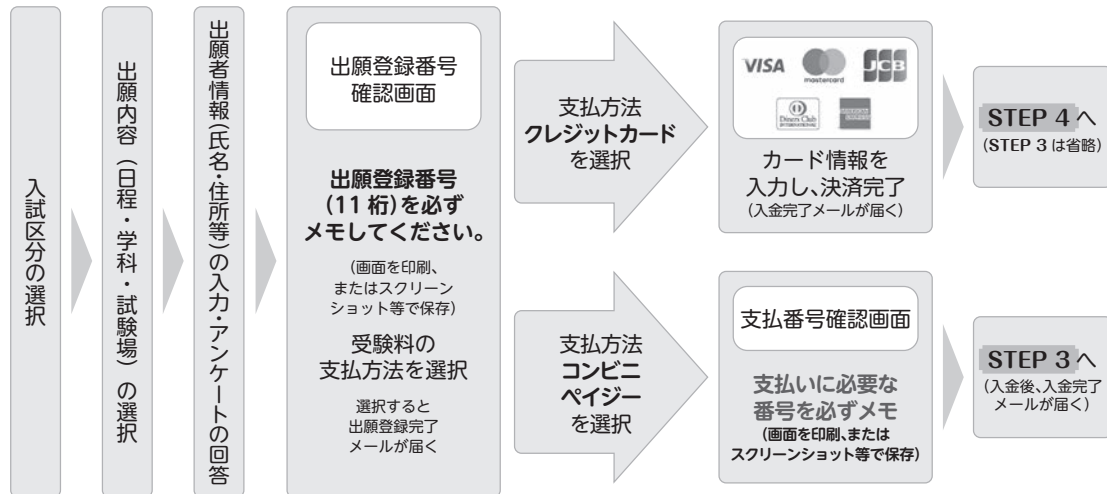 入試区分の選択
出願内容（日程・学科・試験場）の選択
出願者情報（氏名・住所等）の入力・アンケートの回答
出願登録番号
確認画面
出願登録番号
（11 桁）を必ず
メモしてください。
（画面を印刷、
またはスクリーン
ショット等で保存）
受験料の
支払方法を選択
選択すると
出願登録完了
メールが届く
支払方法
クレジットカード
を選択
VISA
mastercard
JCB
Diners Club
INTERNATIONAL
AMERICAN EXPRESS
カード情報を
入力し、決済完了
（入金完了メールが届く）
STEP 4 へ
（STEP 3 は省略）
支払方法
コンビニ
ペイジー
を選択
支払番号確認画面
支払いに必要な
番号を必ずメモ
（画面を印刷、または
スクリーンショット等で保存）
STEP 3 へ
（入金後、入金完了
メールが届く）